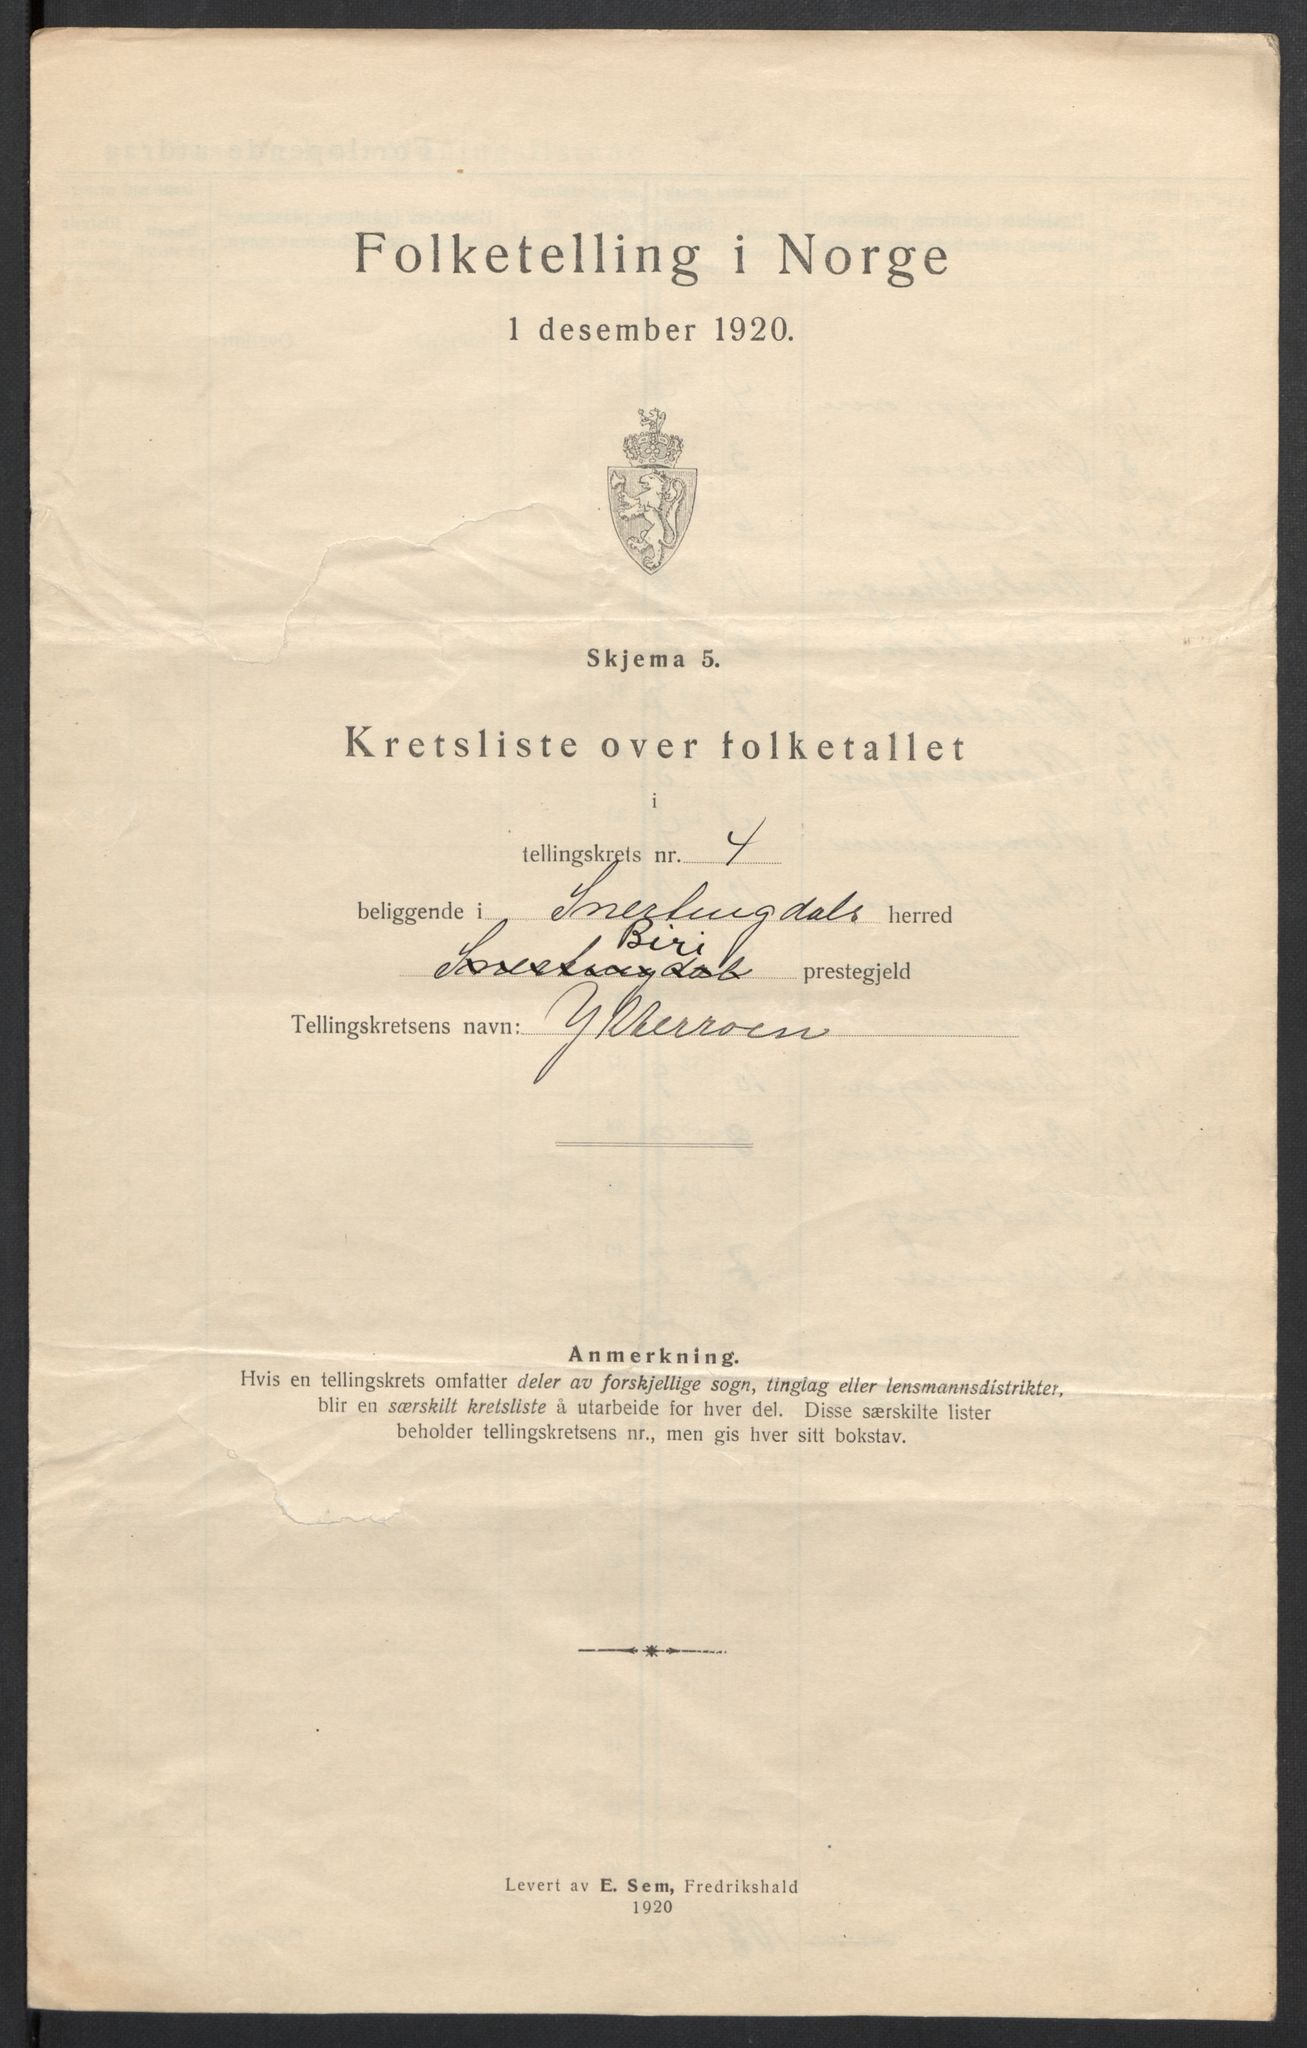 Folketelling i Norge
1 desember 1920.
Skjema 5.
Kretsliste over folketallet
i
tellingskrets nr. 4
beliggende i Snertingdals herred
Biri
Snertingdal prestegjeld
Tellingskretsens navn: Ytterroen
Anmerkning.
Hvis en tellingskrets omfatter deler av forskjellige sogn, tinglag eller lensmannsdistrikter,
blir en særskilt kretsliste å utarbeide for hver del. Disse særskilte lister
beholder tellingskretsens nr., men gis hver sitt bokstav.
Levert av E. Sem, Fredrikshald
1920